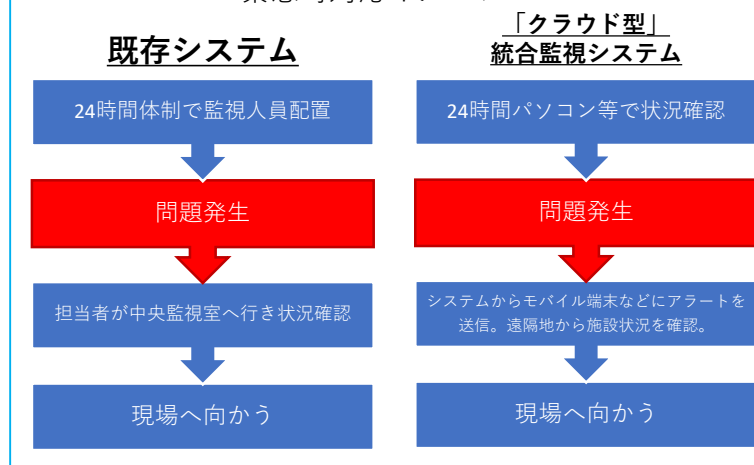 既存システム
24時間体制で監視人員配置
問題発生
担当者が中央監視室へ行き状況確認
現場へ向かう
「クラウド型」
統合監視システム
24時間パソコン等で状況確認
問題発生
システムからモバイル端末などにアラートを
送信。遠隔地から施設状況を確認。
現場へ向かう